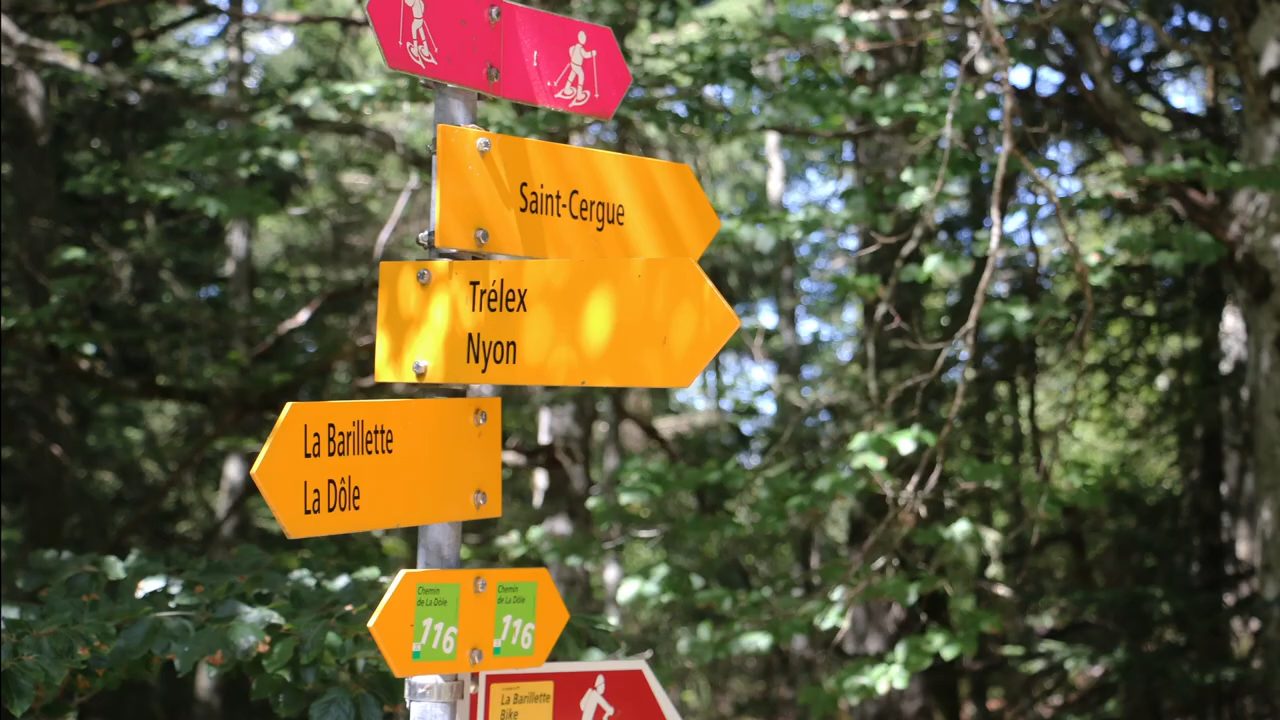 Saint-Cergue
Trélex
Nyon
La Barillette
La Dôle
Chemin
de La Dôle
116
Chemin
de La Dôle
116
La Barillette
Bike